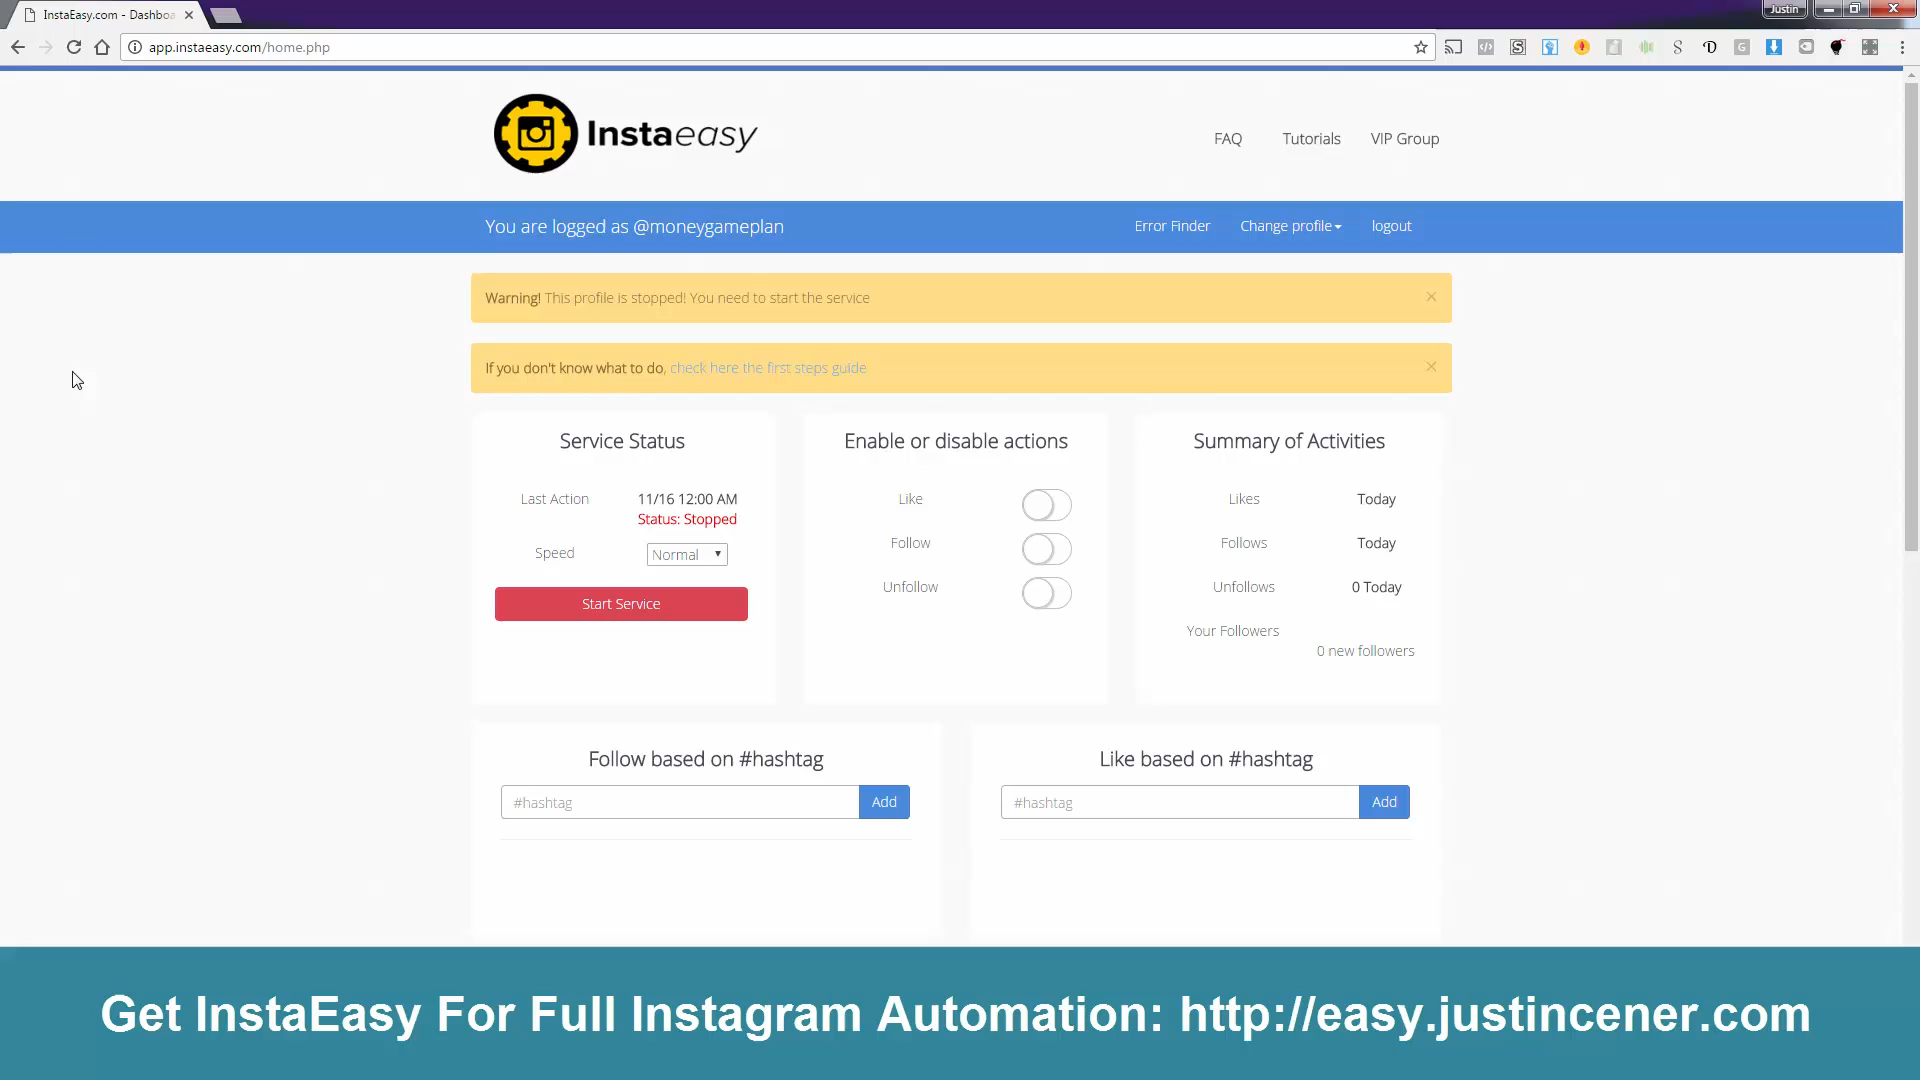 InstaEasy.com - Dashboa
Justin
app.instaeasy.com/home.php
Instaeasy
FAQ
Tutorials
VIP Group
You are logged as @moneygameplan
Error Finder
Change profile
logout
Warning! This profile is stopped! You need to start the service
×
If you don't know what to do, check here the first steps guide
×
Service Status
Last Action
11/16 12:00 AM
Status: Stopped
Speed
Normal
Start Service
Enable or disable actions
Like
Follow
Unfollow
Summary of Activities
Likes
Today
Follows
Today
Unfollows
0 Today
Your Followers
0 new followers
Follow based on #hashtag
#hashtag
Add
Like based on #hashtag
#hashtag
Add
Get InstaEasy For Full Instagram Automation: http://easy.justincener.com